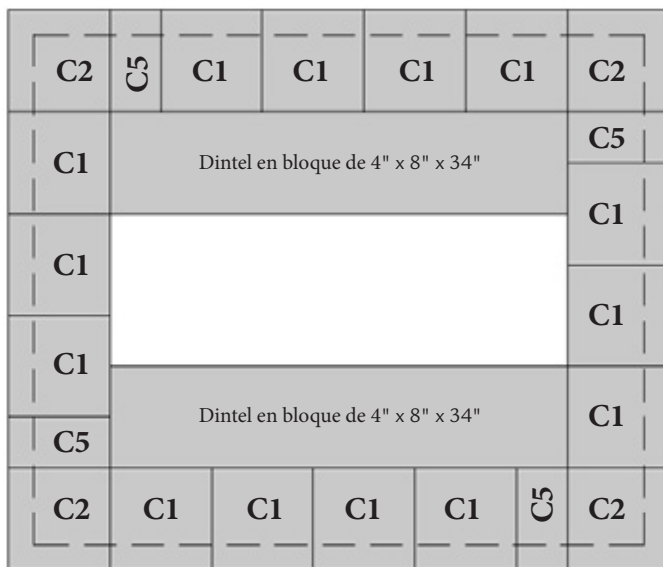 C2 C5 C1 C1 C1 C1 C2
C1 Dintel en bloque de 4" x 8" x 34" C5
C1 C1
C1 C1
Dintel en bloque de 4" x 8" x 34" C1
C5
C2 C1 C1 C1 C1 C5 C2